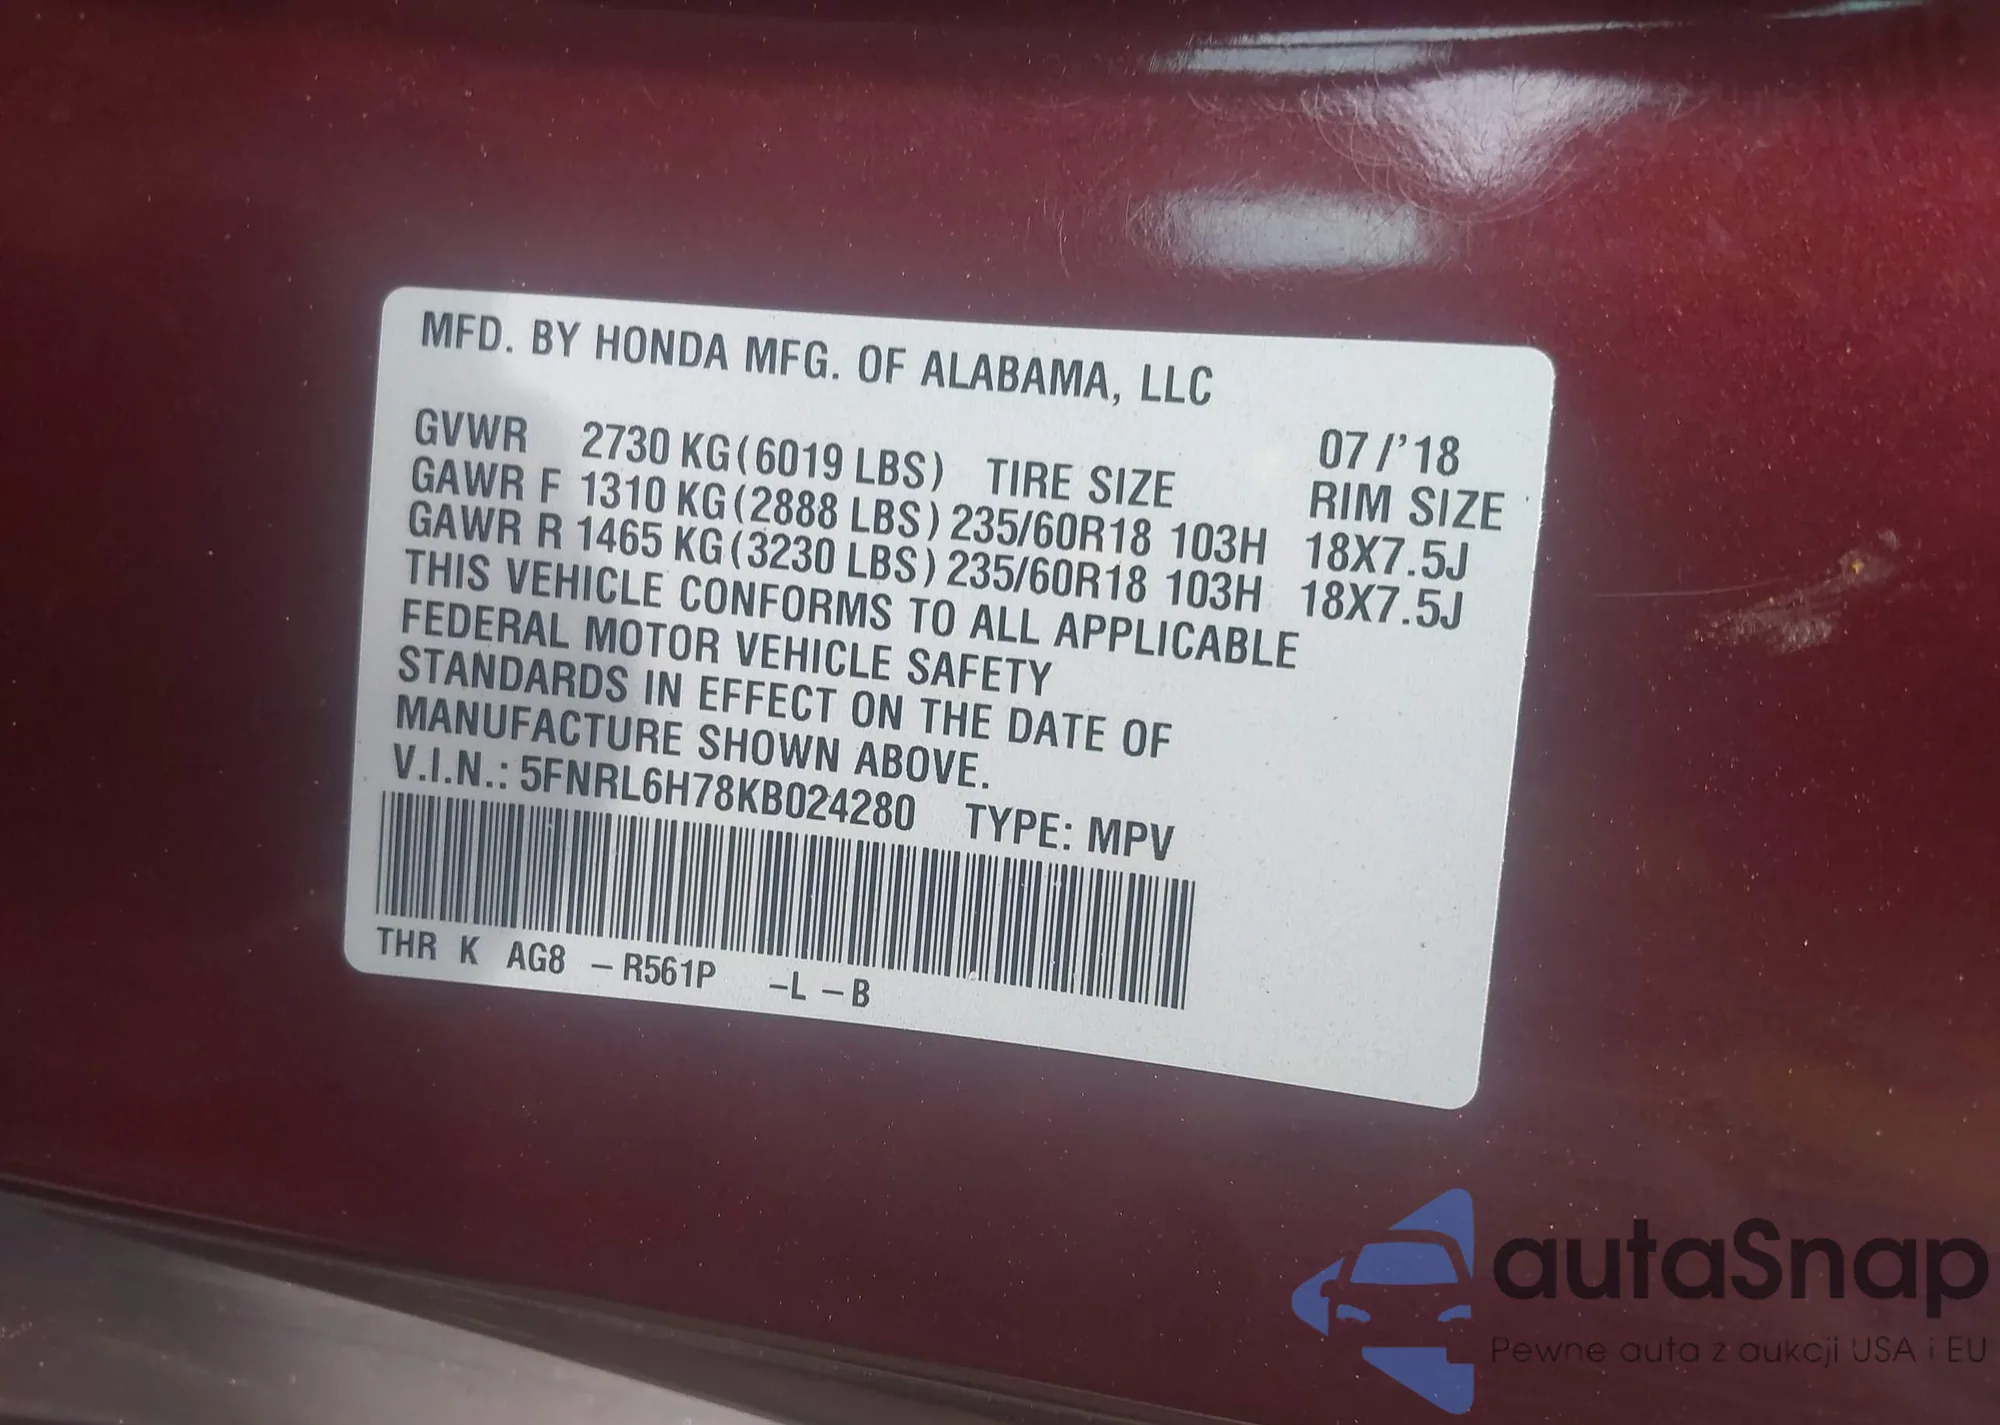 MFD. BY HONDA MFG. OF ALABAMA, LLC
07/'18
GVWR 2730 KG(6019 LBS) TIRE SIZE RIM SIZE
GAWR F 1310 KG(2888 LBS) 235/60R18 103H 18X7.5J
GAWR R 1465 KG(3230 LBS) 235/60R18 103H 18X7.5J
THIS VEHICLE CONFORMS TO ALL APPLICABLE
FEDERAL MOTOR VEHICLE SAFETY
STANDARDS IN EFFECT ON THE DATE OF
MANUFACTURE SHOWN ABOVE.
V.I.N.: 5FNRL6H78KB024280 TYPE: MPV
THR K AG8 -R561P -L -B
autaSnap
Pewne auta z aukcji USA i EU